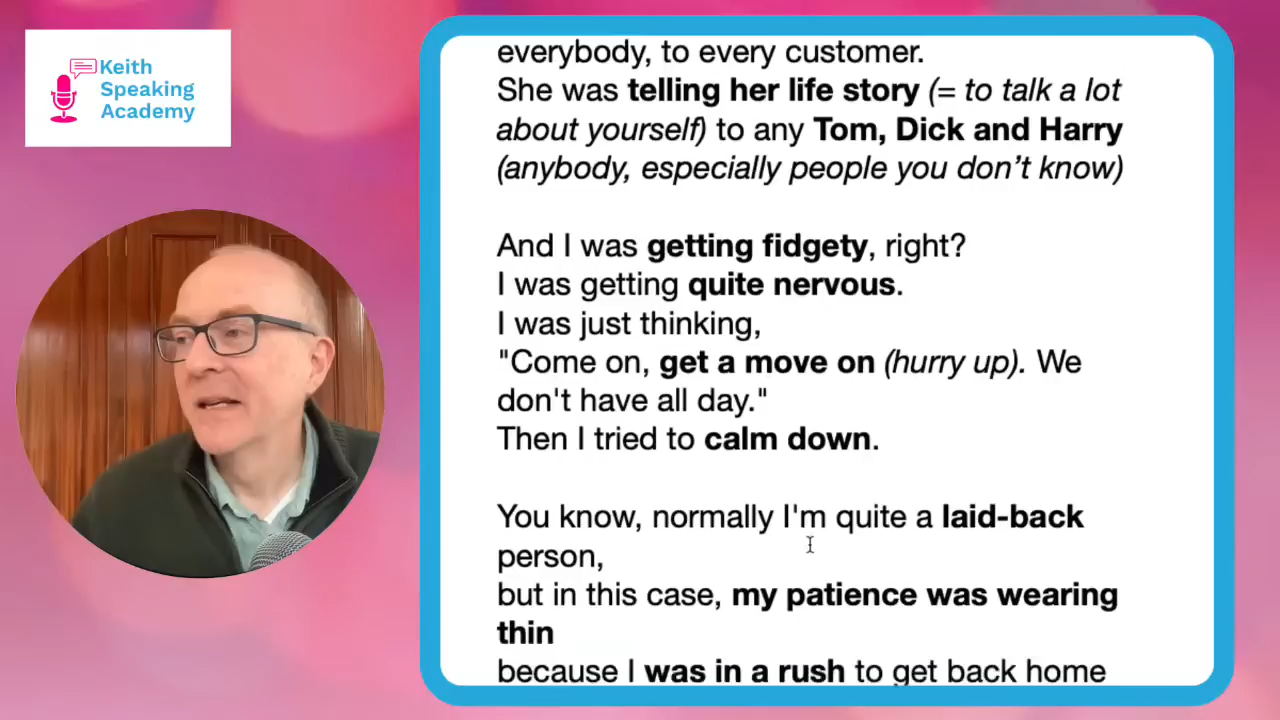 Keith
Speaking
Academy
everybody, to every customer.
She was telling her life story (= to talk a lot
about yourself) to any Tom, Dick and Harry
(anybody, especially people you don’t know)
And I was getting fidgety, right?
I was getting quite nervous.
I was just thinking,
"Come on, get a move on (hurry up). We
don't have all day."
Then I tried to calm down.
You know, normally I'm quite a laid-back
person,
but in this case, my patience was wearing
thin
because I was in a rush to get back home